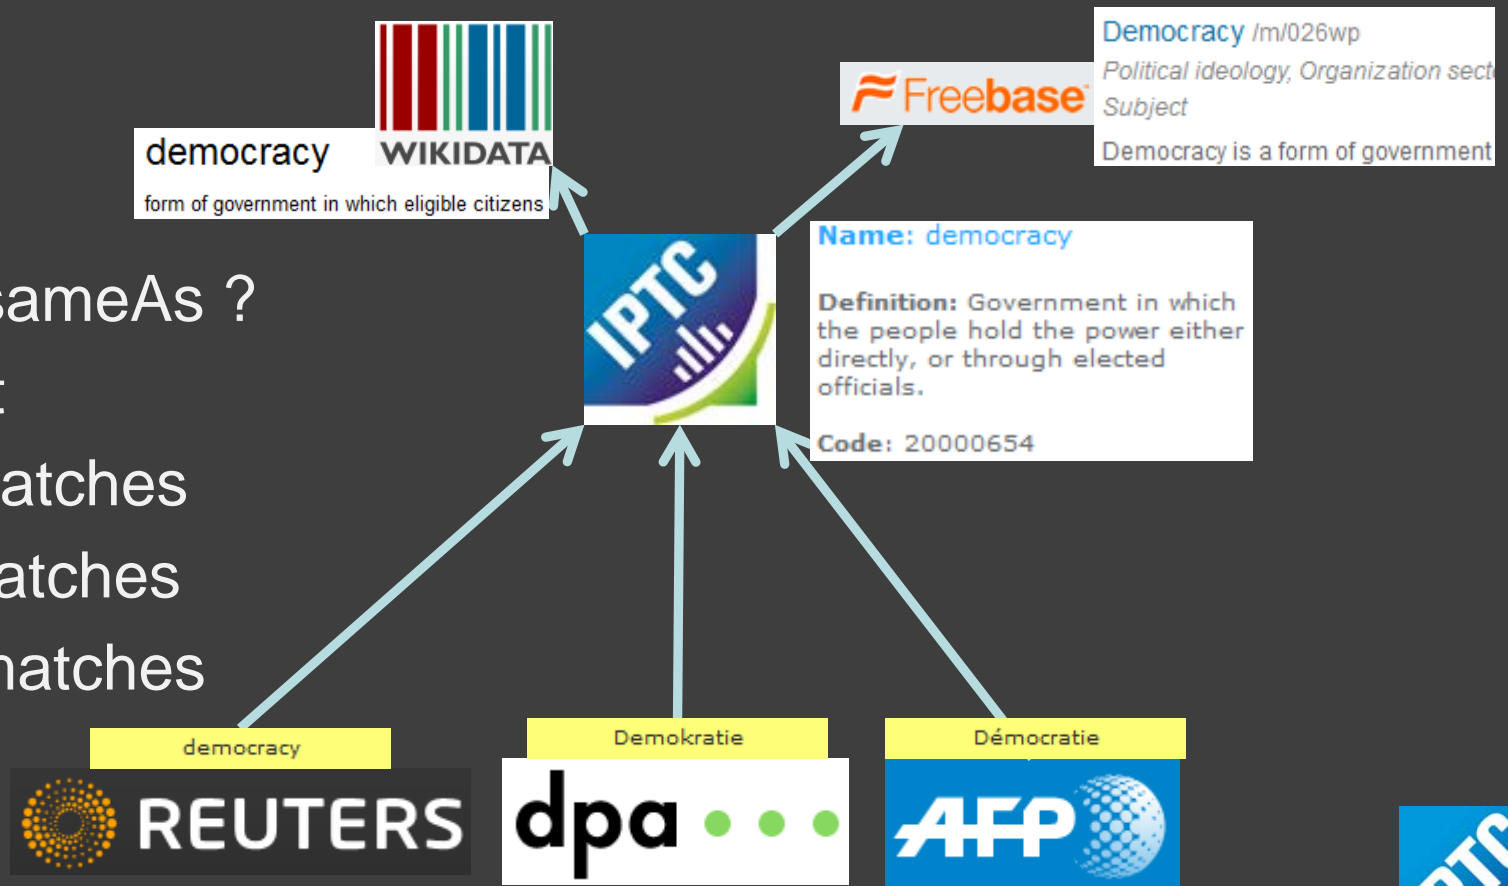 WIKIDATA
democracy
form of government in which eligible citizens
Freebase
Democracy /m/026wp
Political ideology, Organization sect
Subject
Democracy is a form of government
IPTC
Name: democracy
Definition: Government in which
the people hold the power either
directly, or through elected
officials.
Code: 20000654
sameAs ?
t
atches
atches
natches
democracy
REUTERS
Demokratie
dpa
Démocratie
AFP
IPTC